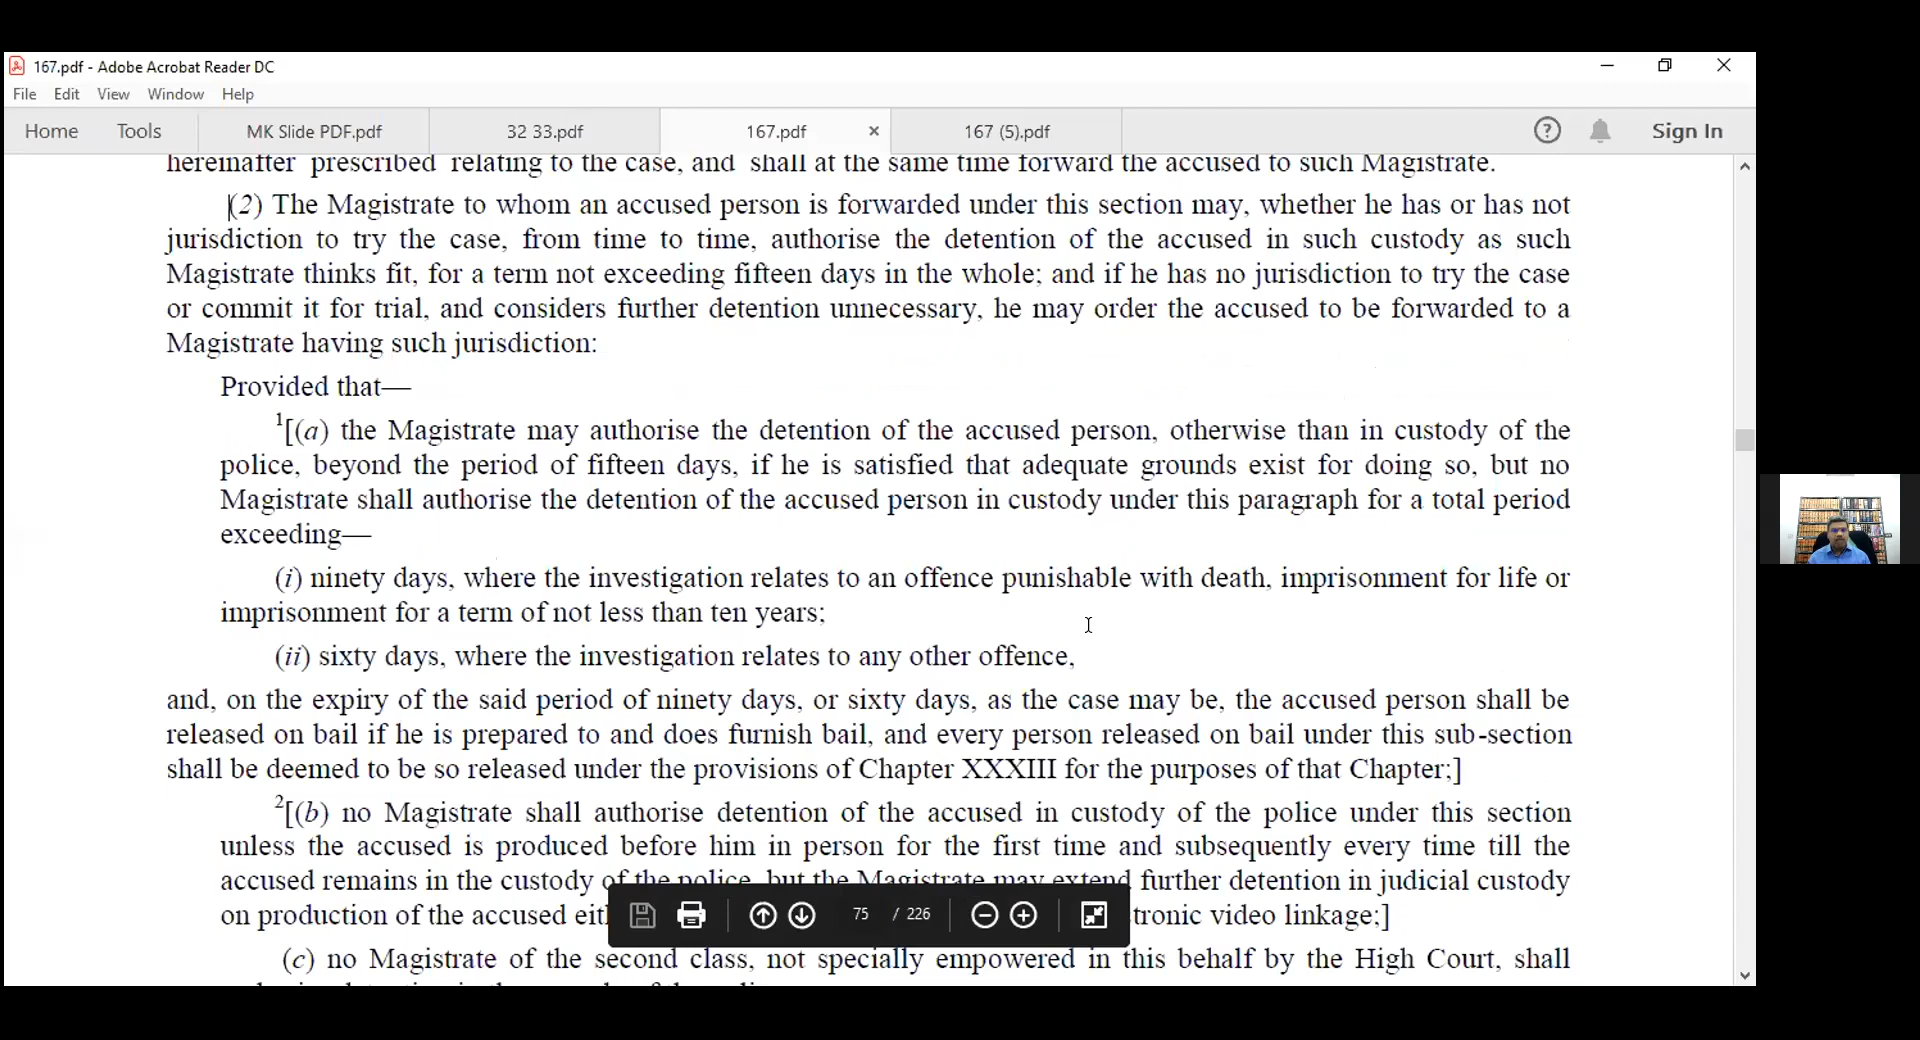 167.pdf - Adobe Acrobat Reader DC
File Edit View Window Help
Home Tools MK Slide PDF.pdf 32 33.pdf 167.pdf × 167 (5).pdf Sign In
hereinafter prescribed relating to the case, and shall at the same time forward the accused to such Magistrate.
(2) The Magistrate to whom an accused person is forwarded under this section may, whether he has or has not
jurisdiction to try the case, from time to time, authorise the detention of the accused in such custody as such
Magistrate thinks fit, for a term not exceeding fifteen days in the whole; and if he has no jurisdiction to try the case
or commit it for trial, and considers further detention unnecessary, he may order the accused to be forwarded to a
Magistrate having such jurisdiction:
Provided that—
1[(a) the Magistrate may authorise the detention of the accused person, otherwise than in custody of the
police, beyond the period of fifteen days, if he is satisfied that adequate grounds exist for doing so, but no
Magistrate shall authorise the detention of the accused person in custody under this paragraph for a total period
exceeding—
(i) ninety days, where the investigation relates to an offence punishable with death, imprisonment for life or
imprisonment for a term of not less than ten years;
(ii) sixty days, where the investigation relates to any other offence,
and, on the expiry of the said period of ninety days, or sixty days, as the case may be, the accused person shall be
released on bail if he is prepared to and does furnish bail, and every person released on bail under this sub-section
shall be deemed to be so released under the provisions of Chapter XXXIII for the purposes of that Chapter;]
2[(b) no Magistrate shall authorise detention of the accused in custody of the police under this section
unless the accused is produced before him in person for the first time and subsequently every time till the
accused remains in the custody of the police, but the Magistrate may extend further detention in judicial custody
on production of the accused tronic video linkage;]
75 / 226
(c) no Magistrate of the second class, not specially empowered in this behalf by the High Court, shall